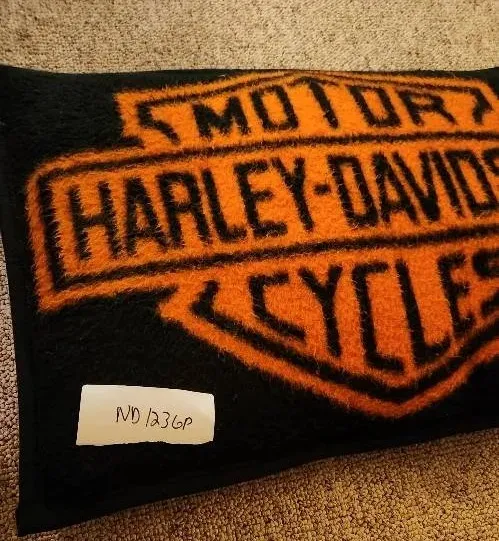 MOTOR
HARLEY-DAVIDS
CYCLES
ND1236P